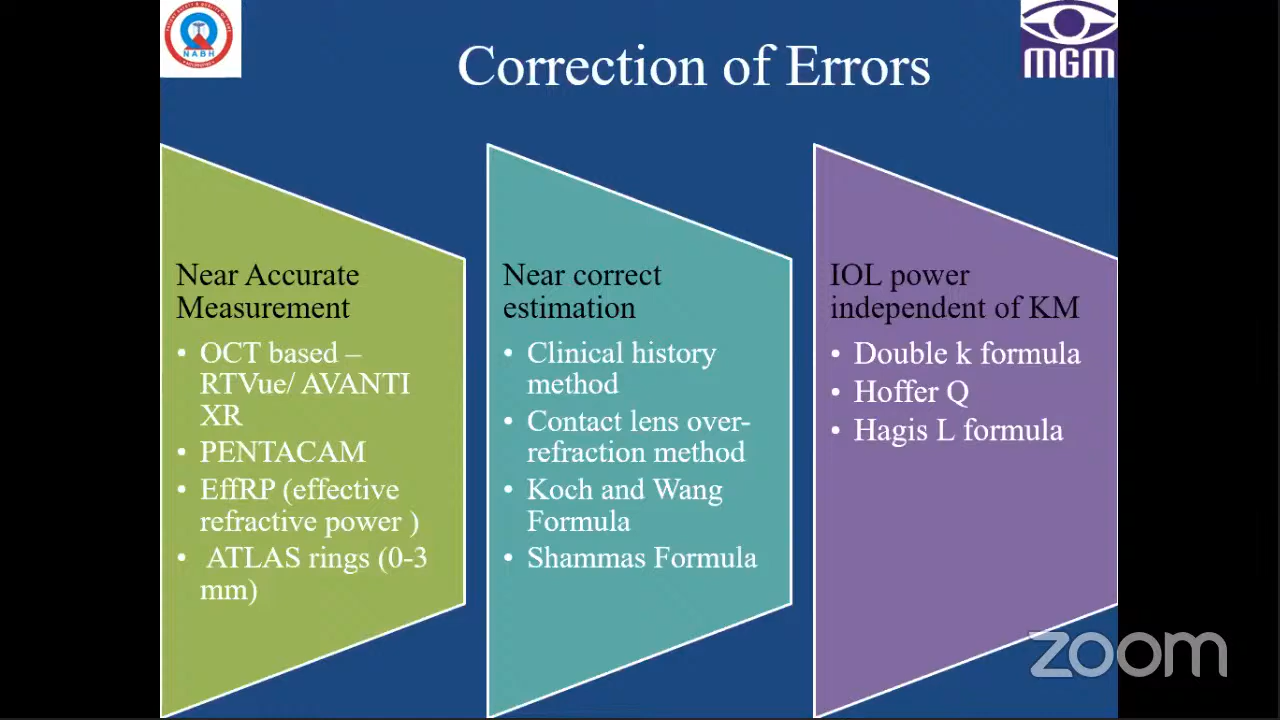 NABH
MGM
Correction of Errors
Near Accurate
Measurement
• OCT based –
RTVue/ AVANTI
XR
• PENTACAM
• EffRP (effective
refractive power )
• ATLAS rings (0-3
mm)
Near correct
estimation
• Clinical history
method
• Contact lens over-
refraction method
• Koch and Wang
Formula
• Shammas Formula
IOL power
independent of KM
• Double k formula
• Hoffer Q
• Hagis L formula
zoom